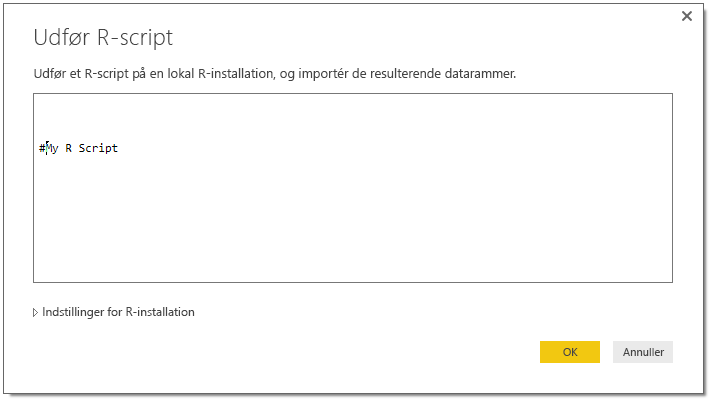 Udfør R-script
Udfør et R-script på en lokal R-installation, og importér de resulterende datarammer.
#My R Script
Indstillinger for R-installation
OK
Annuller